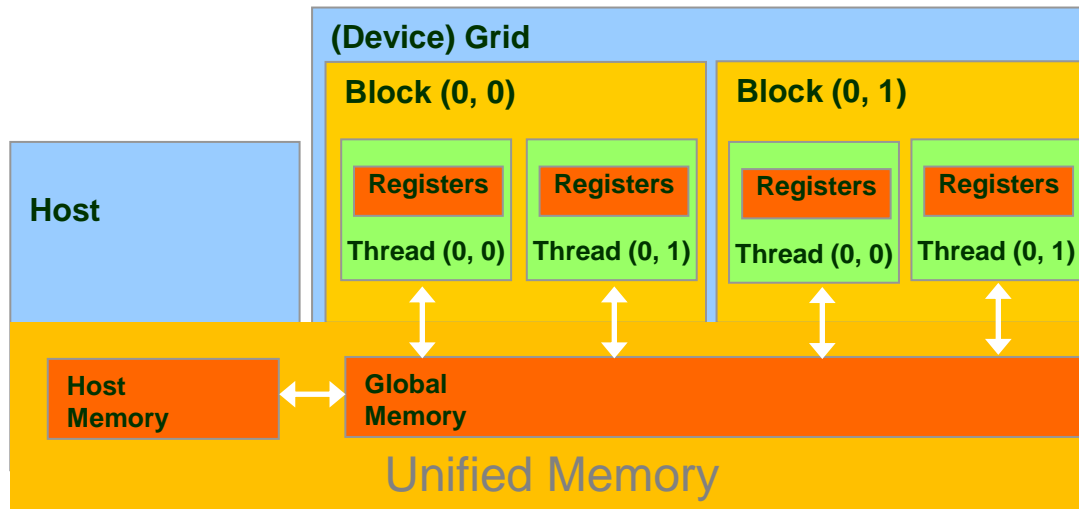 (Device) Grid
Block (0, 0)
Block (0, 1)
Host
Registers
Registers
Registers
Registers
Thread (0, 0)
Thread (0, 1)
Thread (0, 0)
Thread (0, 1)
Host
Memory
Global
Memory
Unified Memory